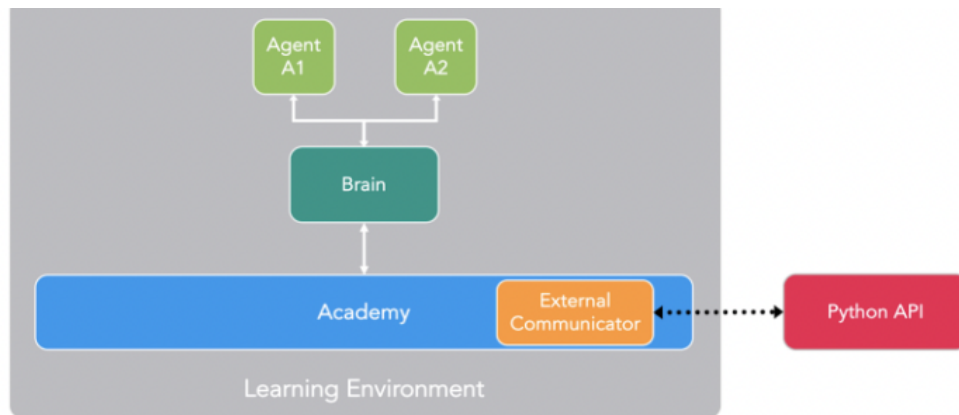 Agent
A1
Agent
A2
Brain
Academy
External
Communicator
Python API
Learning Environment